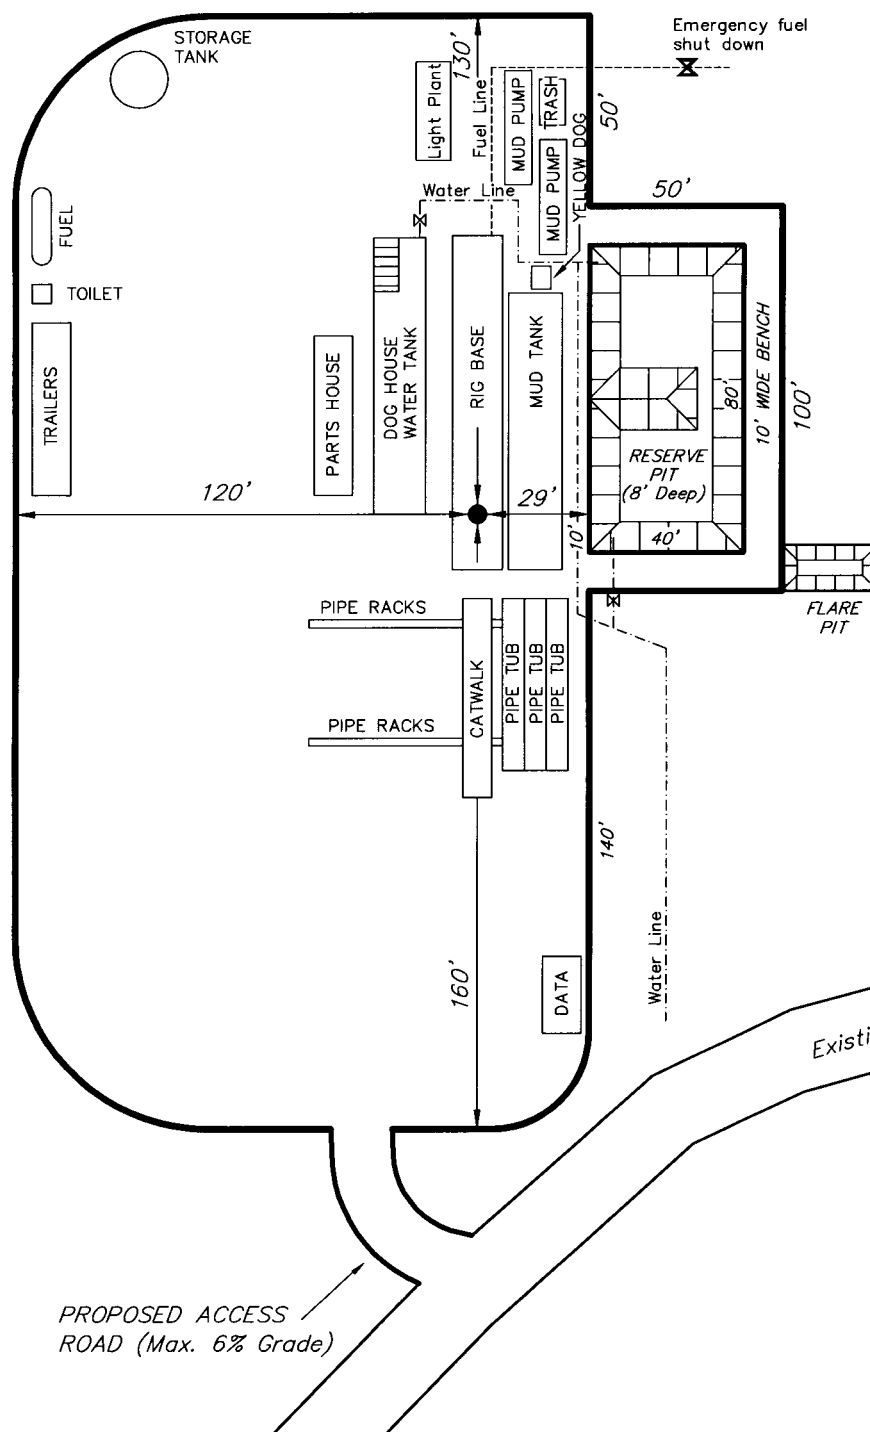 STORAGE
TANK
Emergency fuel
shut down
130'
Light Plant
Fuel Line
MUD PUMP
TRASH
MUD PUMP
YELLOW DOG
50'
50'
Water Line
FUEL
TOILET
TRAILERS
PARTS HOUSE
DOG HOUSE
WATER TANK
RIG BASE
MUD TANK
80'
10' WIDE BENCH
100'
RESERVE
PIT
(8' Deep)
120'
29'
10'
40'
FLARE
PIT
PIPE RACKS
CATWALK
PIPE TUB
PIPE TUB
PIPE TUB
PIPE RACKS
140'
160'
DATA
Water Line
Existi
PROPOSED ACCESS
ROAD (Max. 6% Grade)